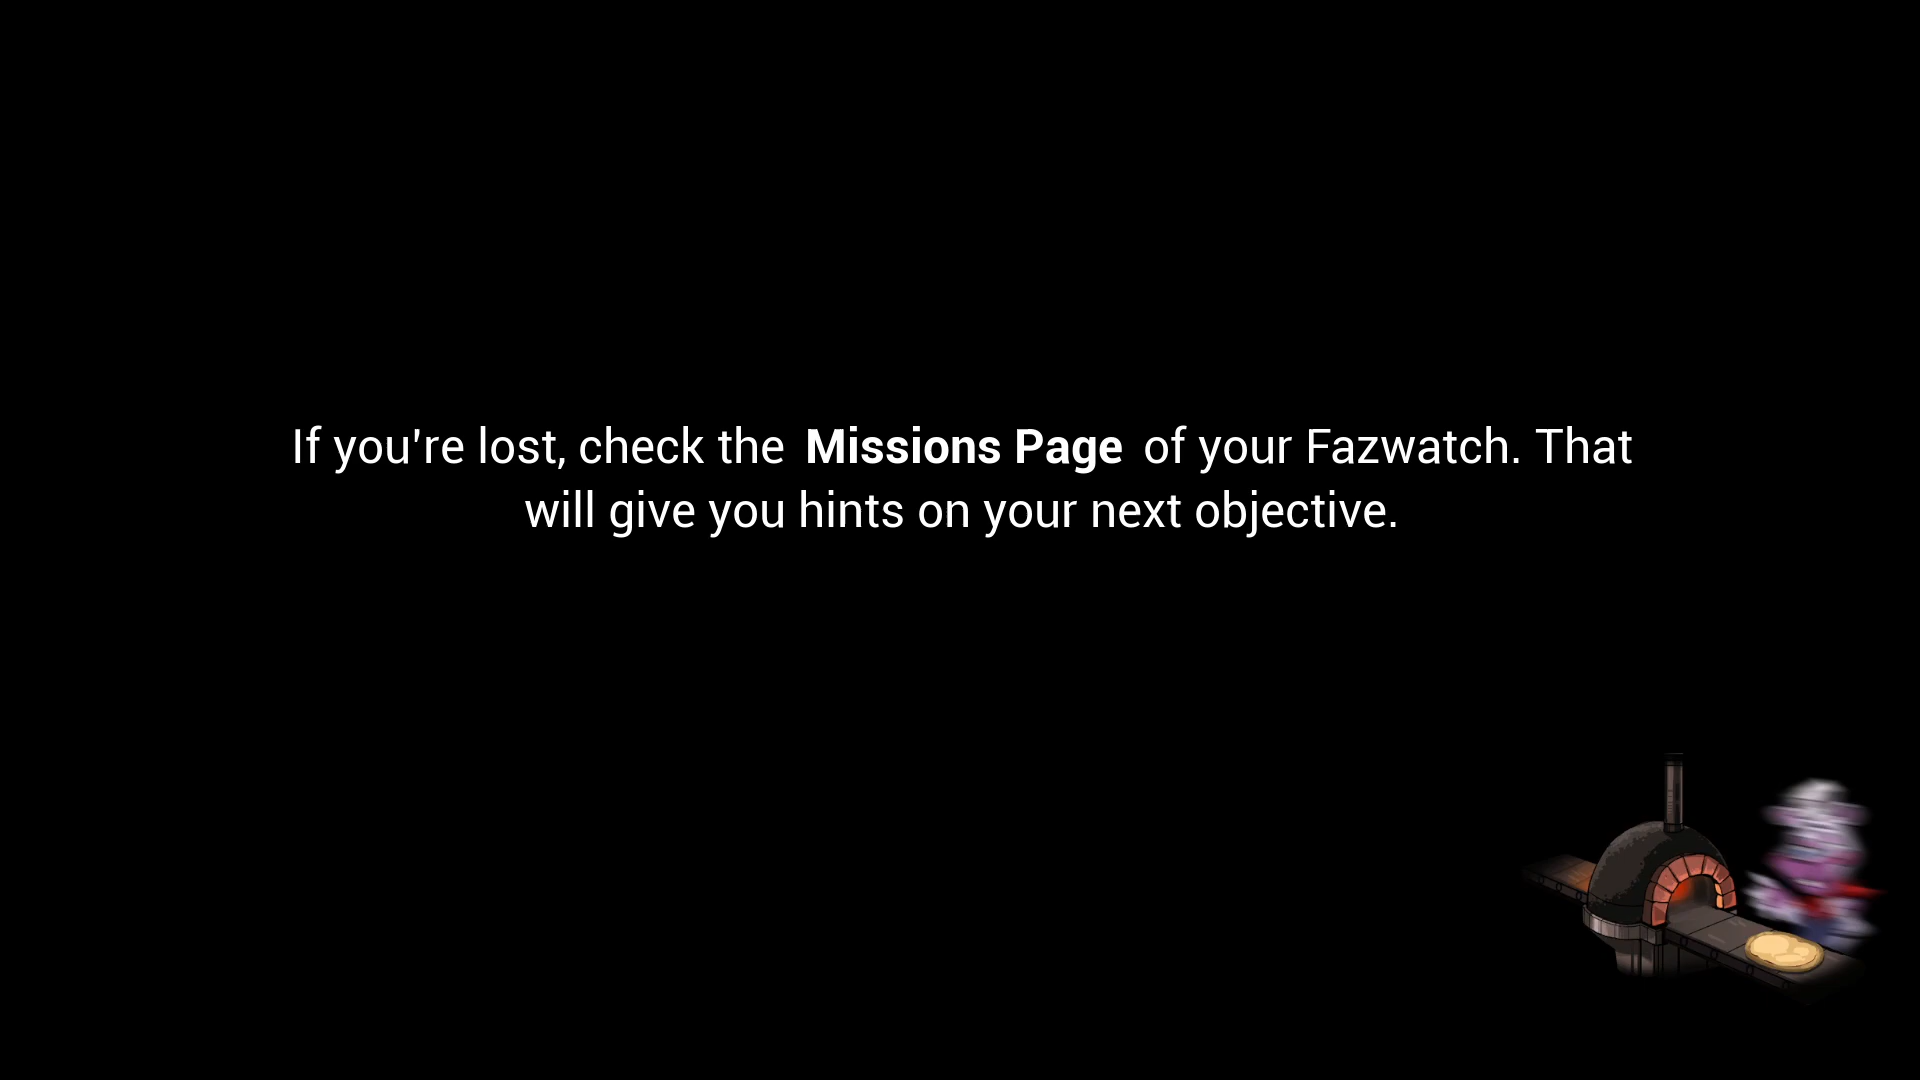 If you're lost, check the Missions Page of your Fazwatch. That
will give you hints on your next objective.